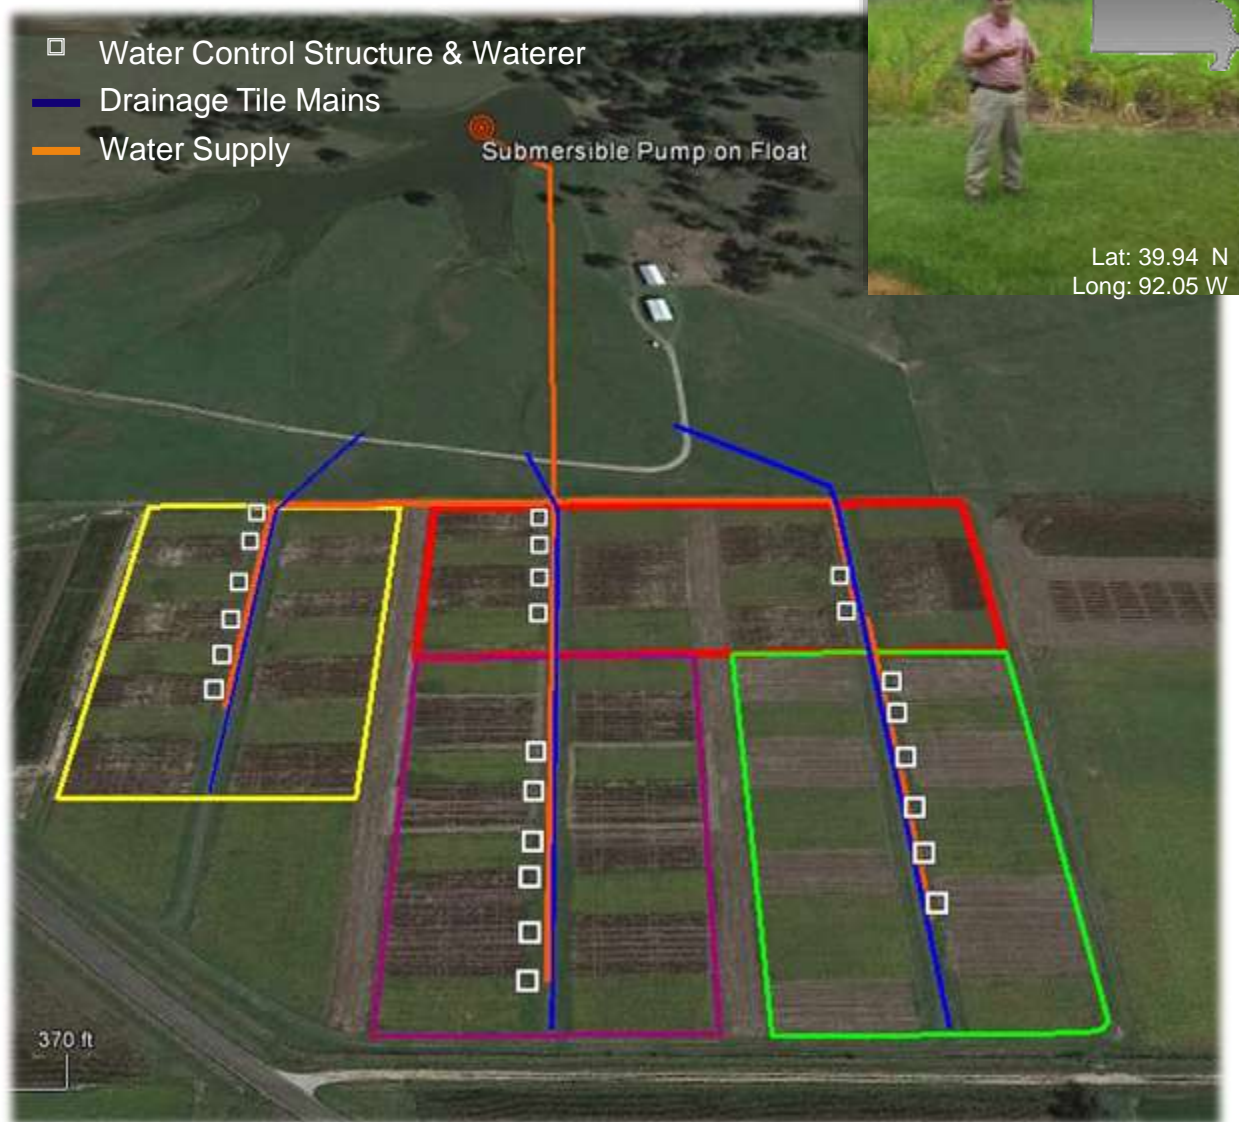 Water Control Structure & Waterer
Drainage Tile Mains
Water Supply
Submersible Pump on Float
Lat: 39.94 N
Long: 92.05 W
370 ft